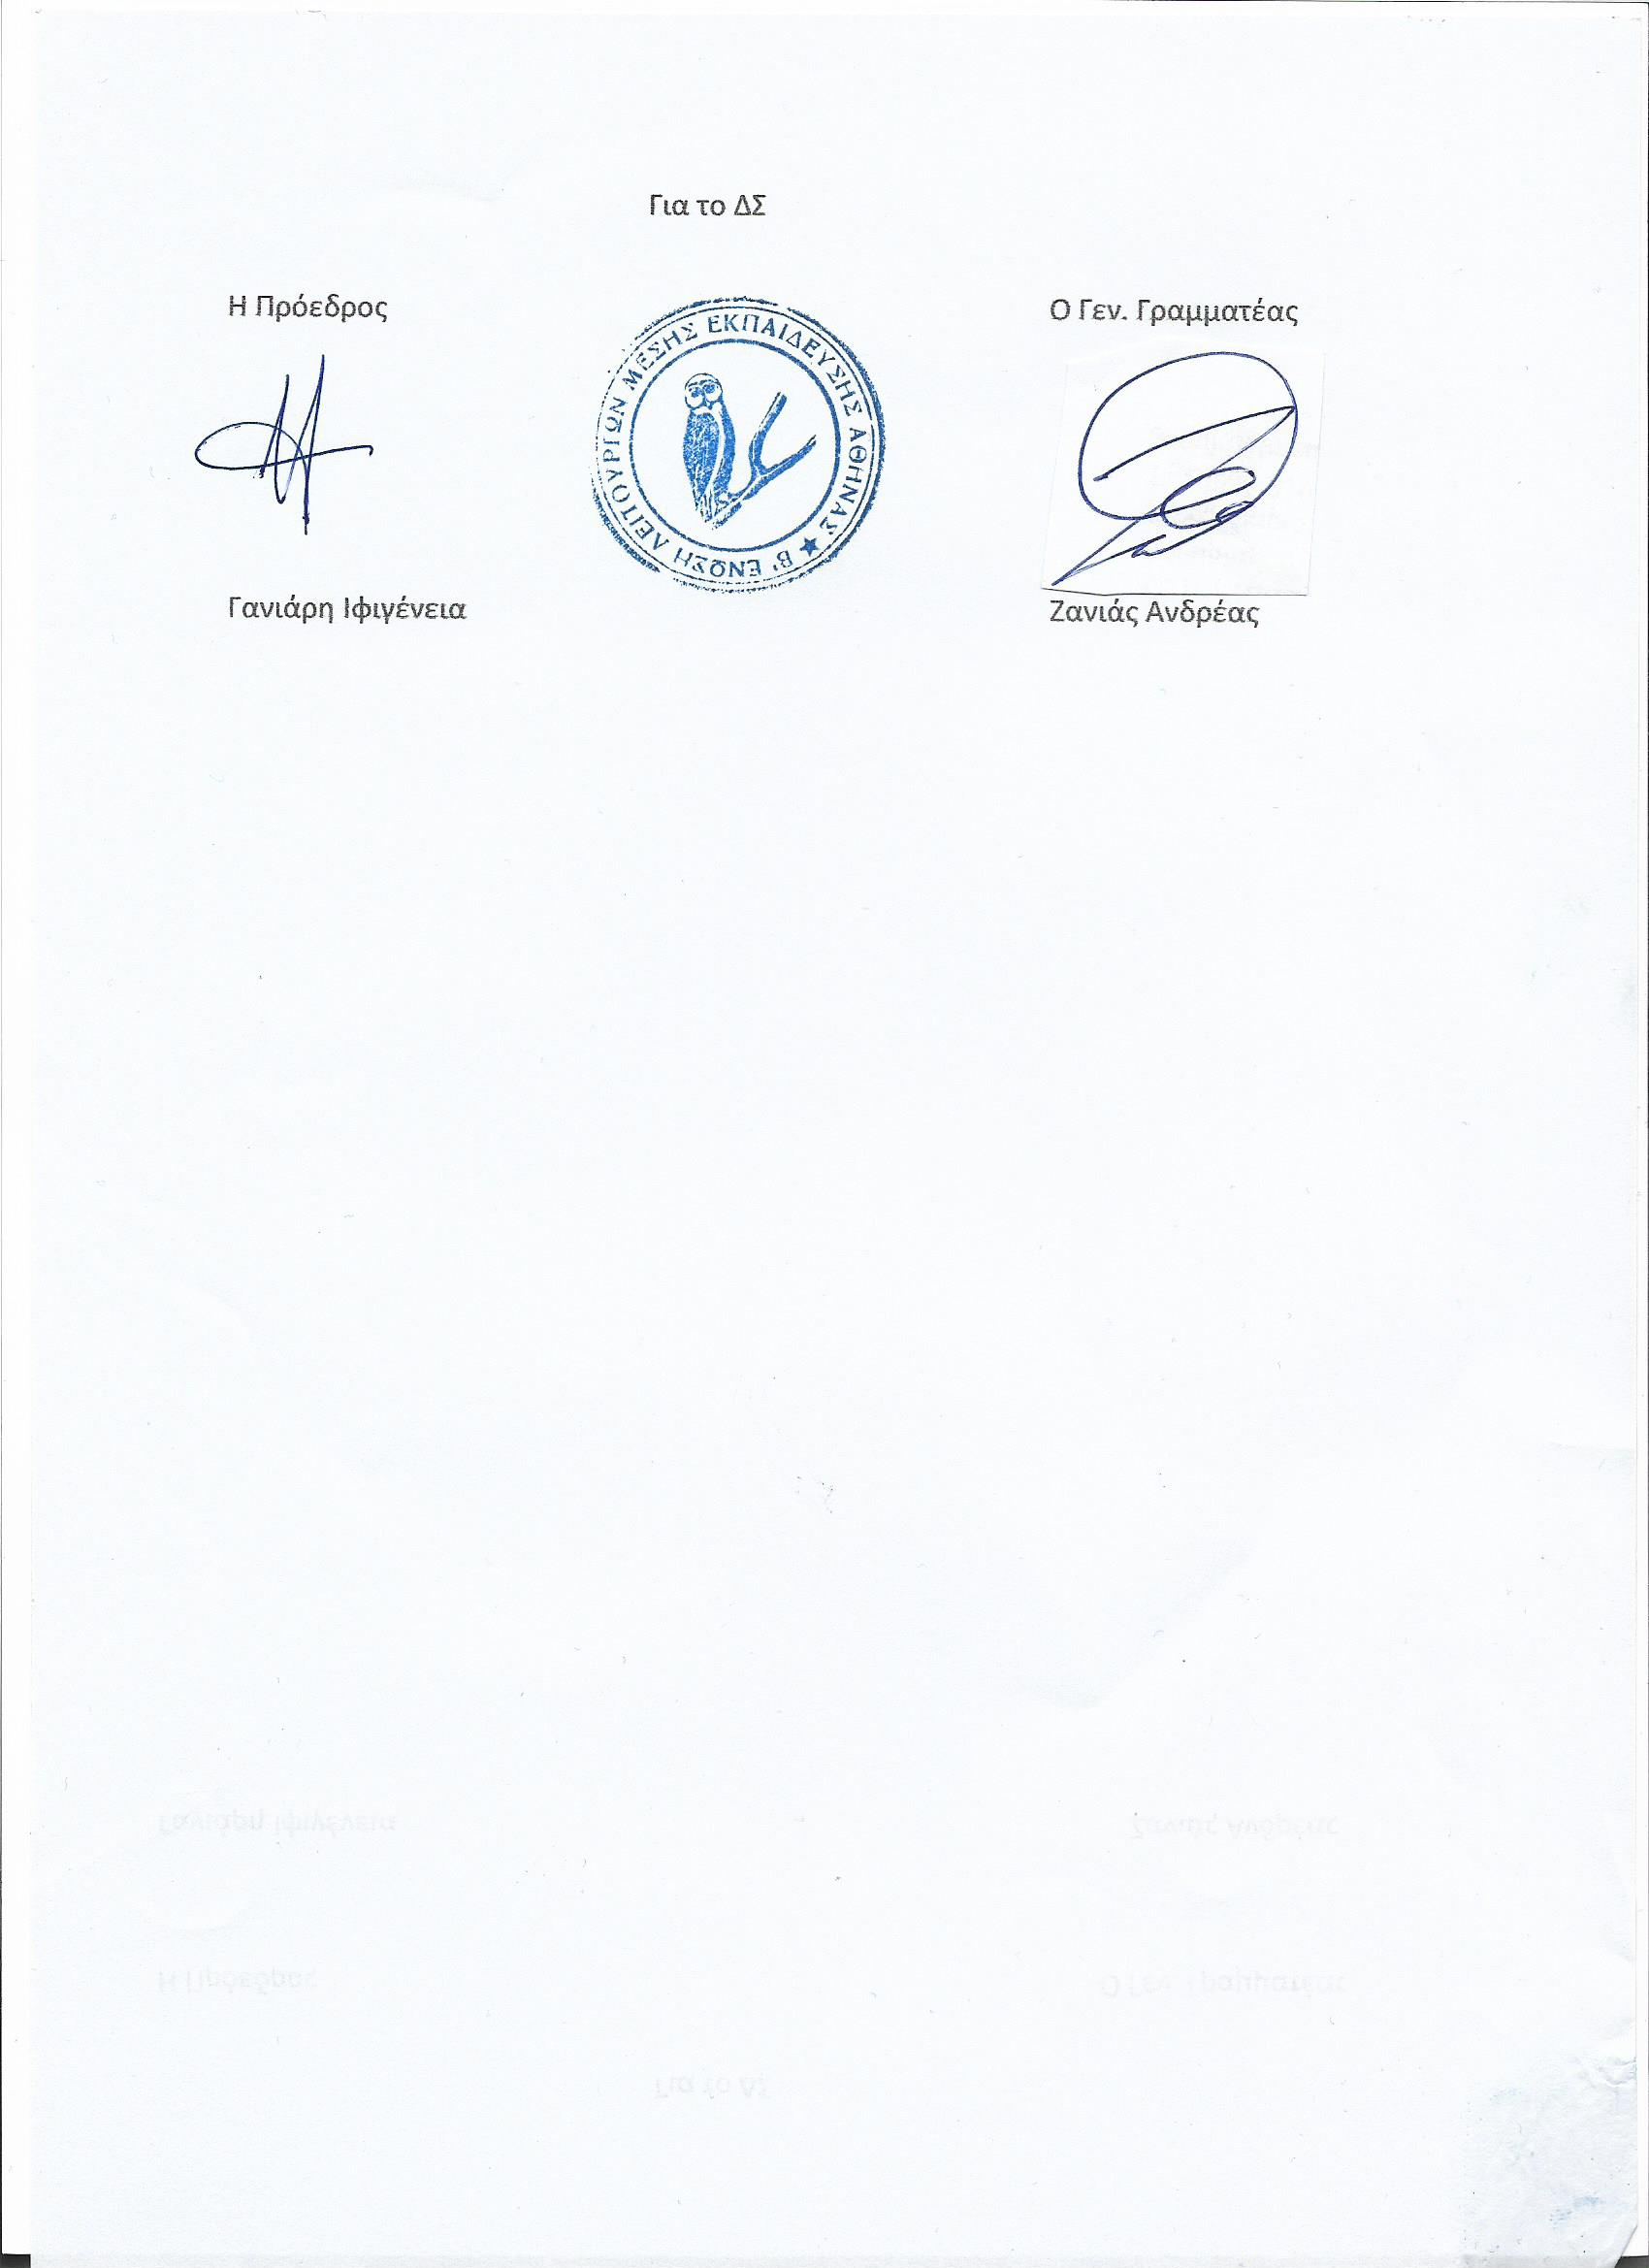 Για το ΔΣ
Η Πρόεδρος
Ο Γεν. Γραμματέας
Β' ΕΝΩΣΗ ΛΕΙΤΟΥΡΓΩΝ ΜΕΣΗΣ ΕΚΠΑΙΔΕΥΣΗΣ ΑΘΗΝΑΣ ★
Γανιάρη Ιφιγένεια
Ζανιάς Ανδρέας